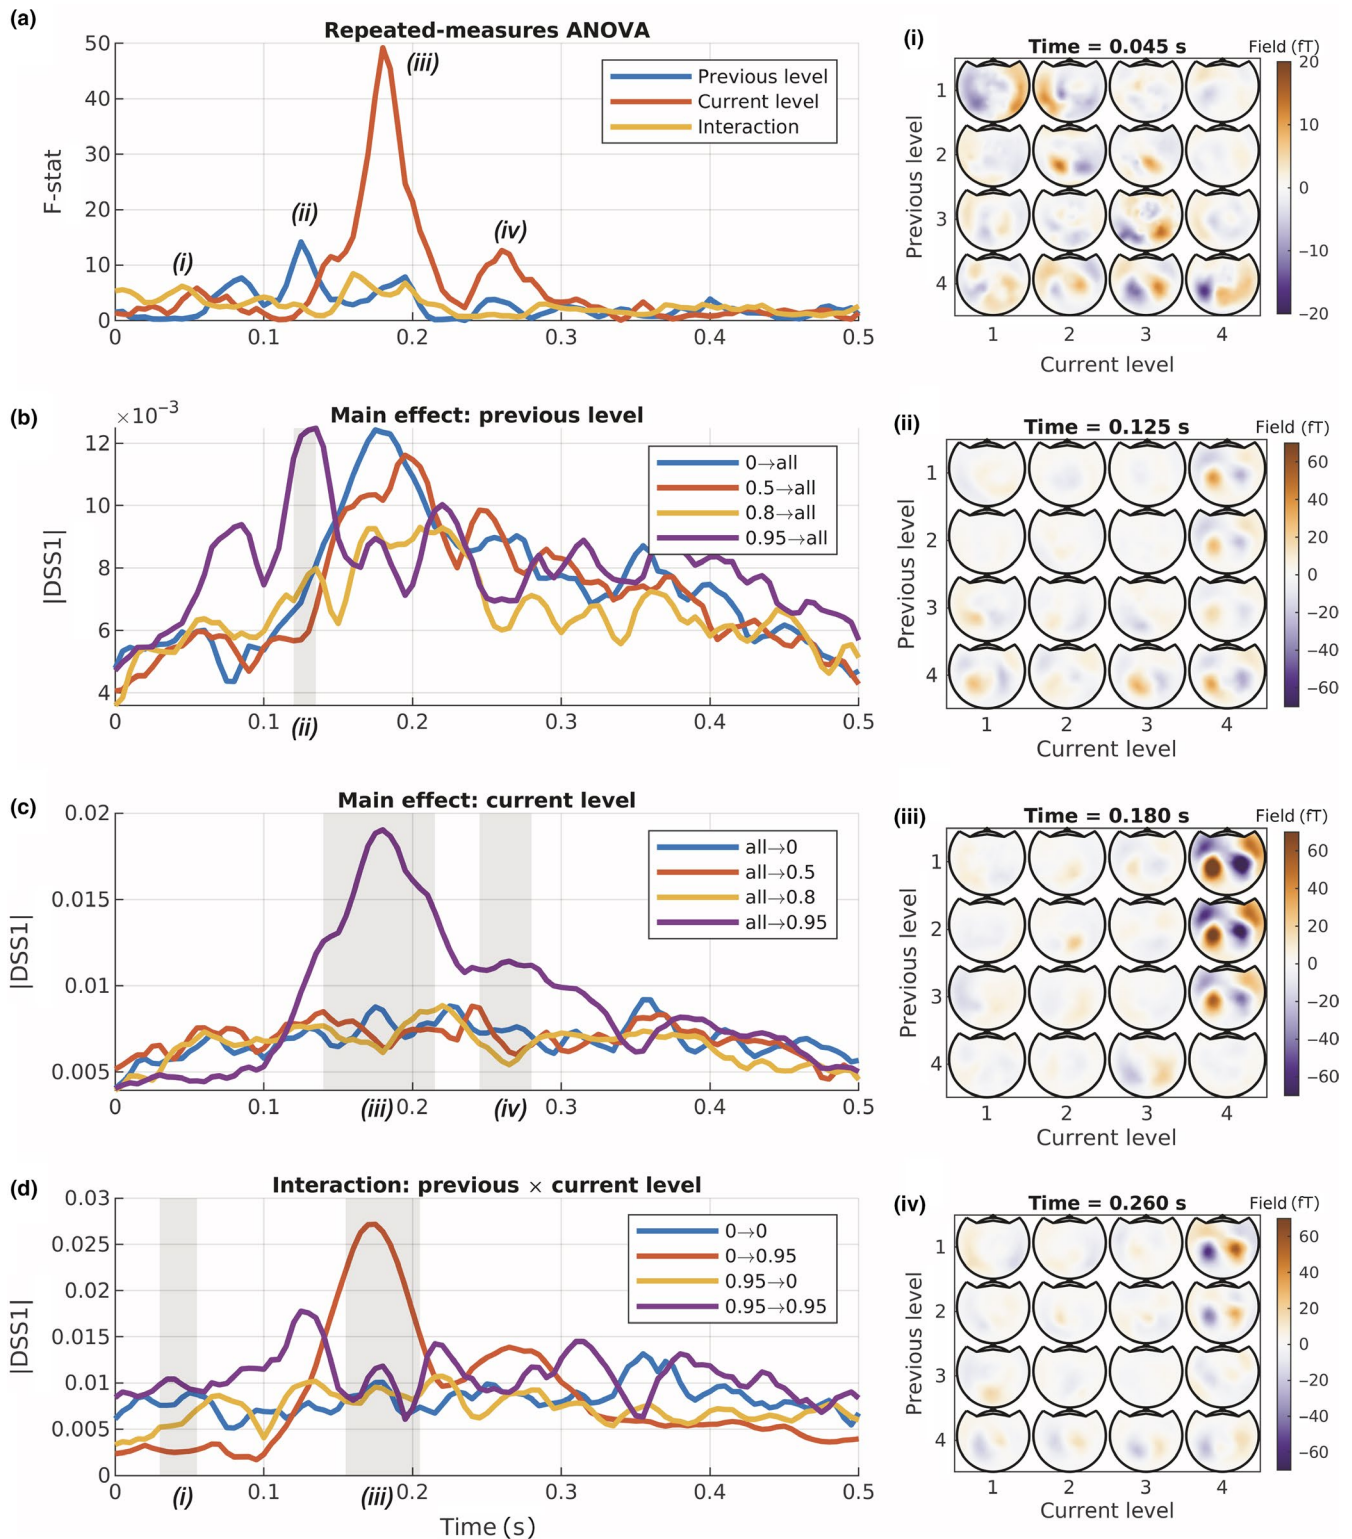 (a)
Repeated-measures ANOVA
50
40
30
20
10
0
F-stat
0
0.1
0.2
0.3
0.4
0.5
(i)
(ii)
(iii)
(iv)
Previous level
Current level
Interaction
(i)
Time = 0.045 s
Field (fT)
Previous level
1
2
3
4
1
2
3
4
Current level
20
10
0
−10
−20
(b)
×10⁻³
Main effect: previous level
12
10
8
6
4
|DSS1|
0
0.1
0.2
0.3
0.4
0.5
(ii)
0→all
0.5→all
0.8→all
0.95→all
(ii)
Time = 0.125 s
Field (fT)
Previous level
1
2
3
4
1
2
3
4
Current level
60
40
20
0
−20
−40
−60
(c)
Main effect: current level
0.02
0.015
0.01
0.005
|DSS1|
0
0.1
0.2
0.3
0.4
0.5
(iii)
(iv)
all→0
all→0.5
all→0.8
all→0.95
(iii)
Time = 0.180 s
Field (fT)
Previous level
1
2
3
4
1
2
3
4
Current level
60
40
20
0
−20
−40
−60
(d)
Interaction: previous × current level
0.03
0.025
0.02
0.015
0.01
0.005
0
|DSS1|
0
0.1
0.2
0.3
0.4
0.5
(i)
(iii)
Time (s)
0→0
0→0.95
0.95→0
0.95→0.95
(iv)
Time = 0.260 s
Field (fT)
Previous level
1
2
3
4
1
2
3
4
Current level
60
40
20
0
−20
−40
−60